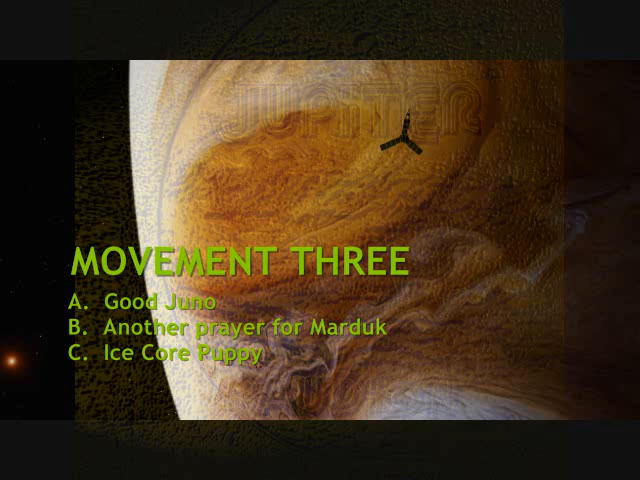 JUPITER
MOVEMENT THREE
A. Good Juno
B. Another prayer for Marduk
C. Ice Core Puppy